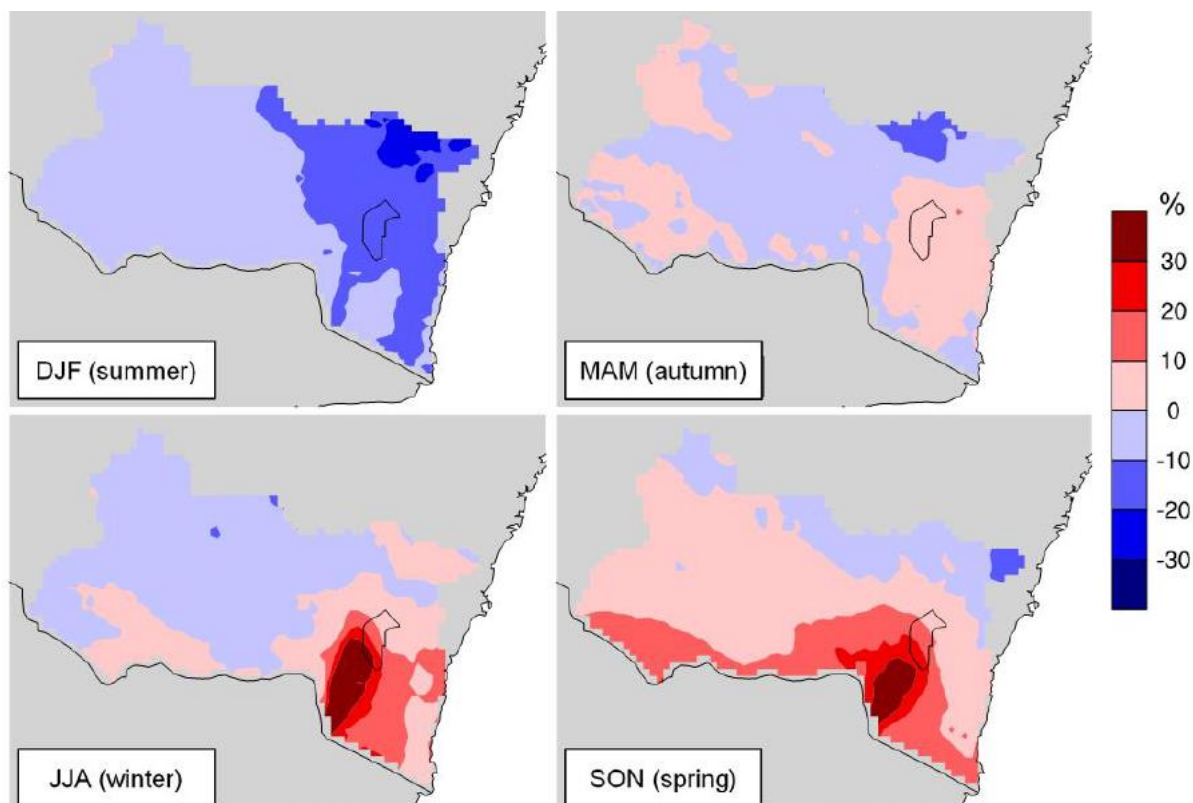 DJF (summer)
MAM (autumn)
%
30
20
10
0
-10
-20
-30
JJA (winter)
SON (spring)